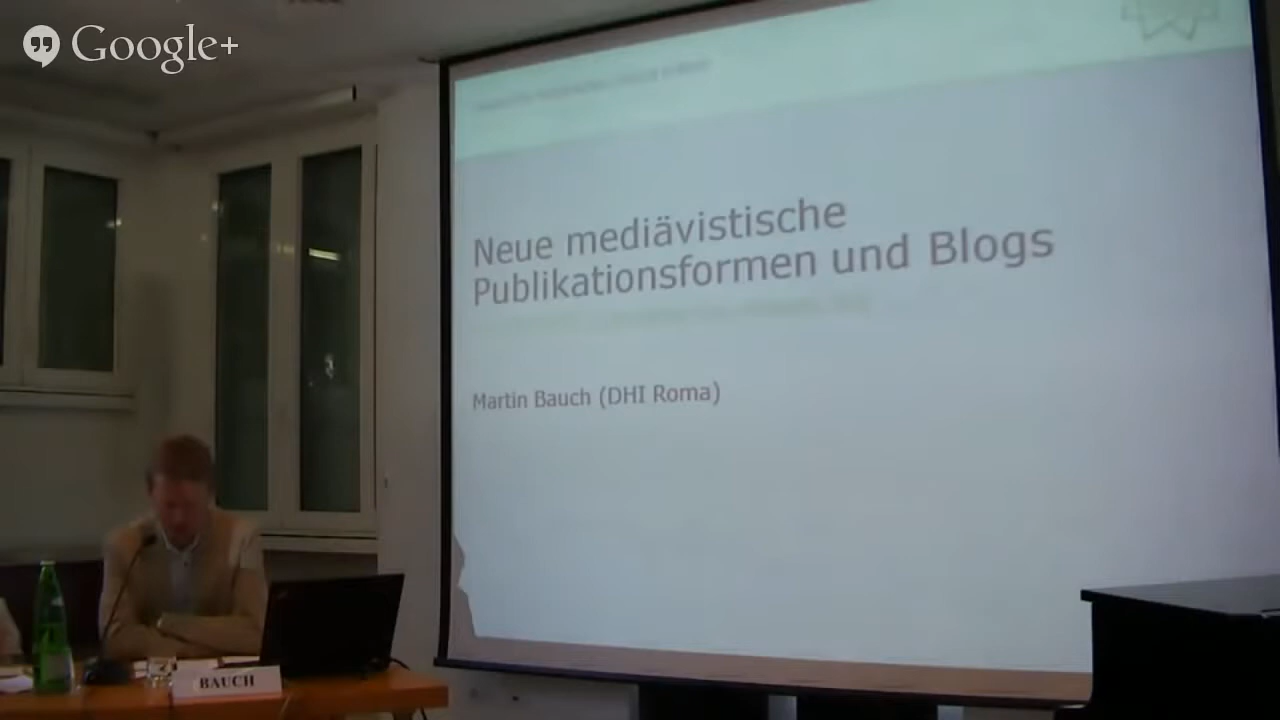 Google+
Neue mediävistische
Publikationsformen und Blogs
Martin Bauch (DHI Roma)
BAUCH